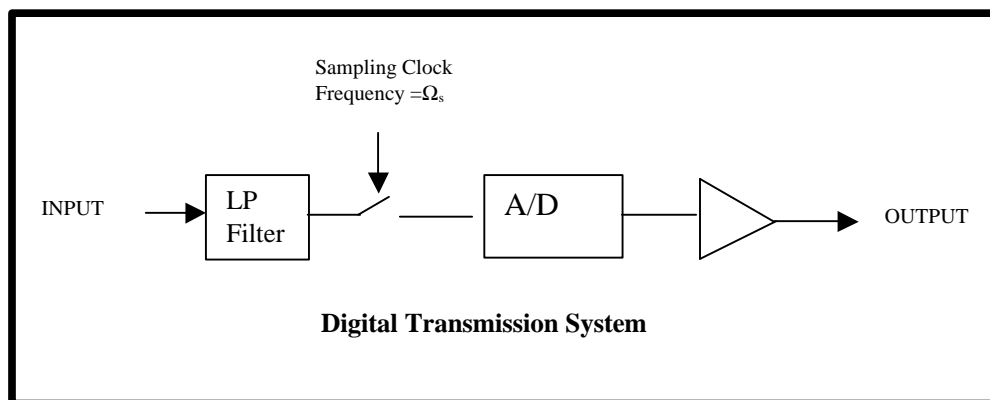 Sampling Clock
Frequency =Ωₛ
INPUT
LP
Filter
A/D
OUTPUT
Digital Transmission System